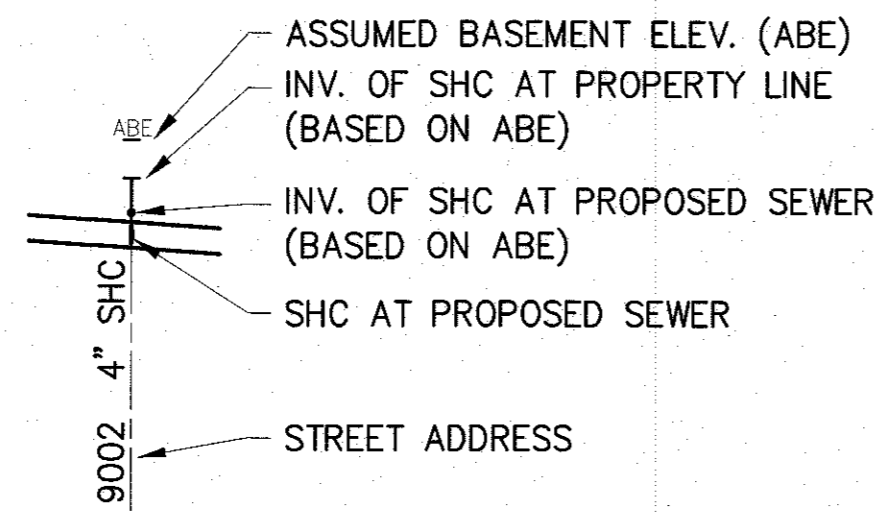 ASSUMED BASEMENT ELEV. (ABE)
INV. OF SHC AT PROPERTY LINE
(BASED ON ABE)
ABE
INV. OF SHC AT PROPOSED SEWER
(BASED ON ABE)
SHC AT PROPOSED SEWER
STREET ADDRESS
9002 4" SHC